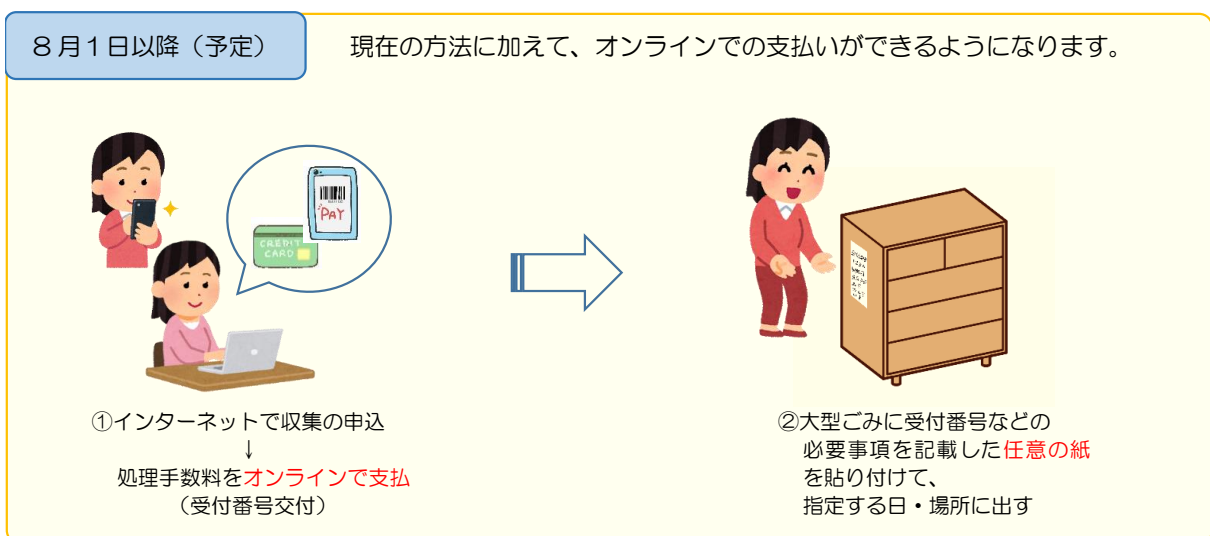 8月1日以降（予定）
現在の方法に加えて、オンラインでの支払いができるようになります。
PAY
CREDIT
CARD
①インターネットで収集の申込
↓
処理手数料をオンラインで支払
（受付番号交付）
②大型ごみに受付番号などの
必要事項を記載した任意の紙
を貼り付けて、
指定する日・場所に出す